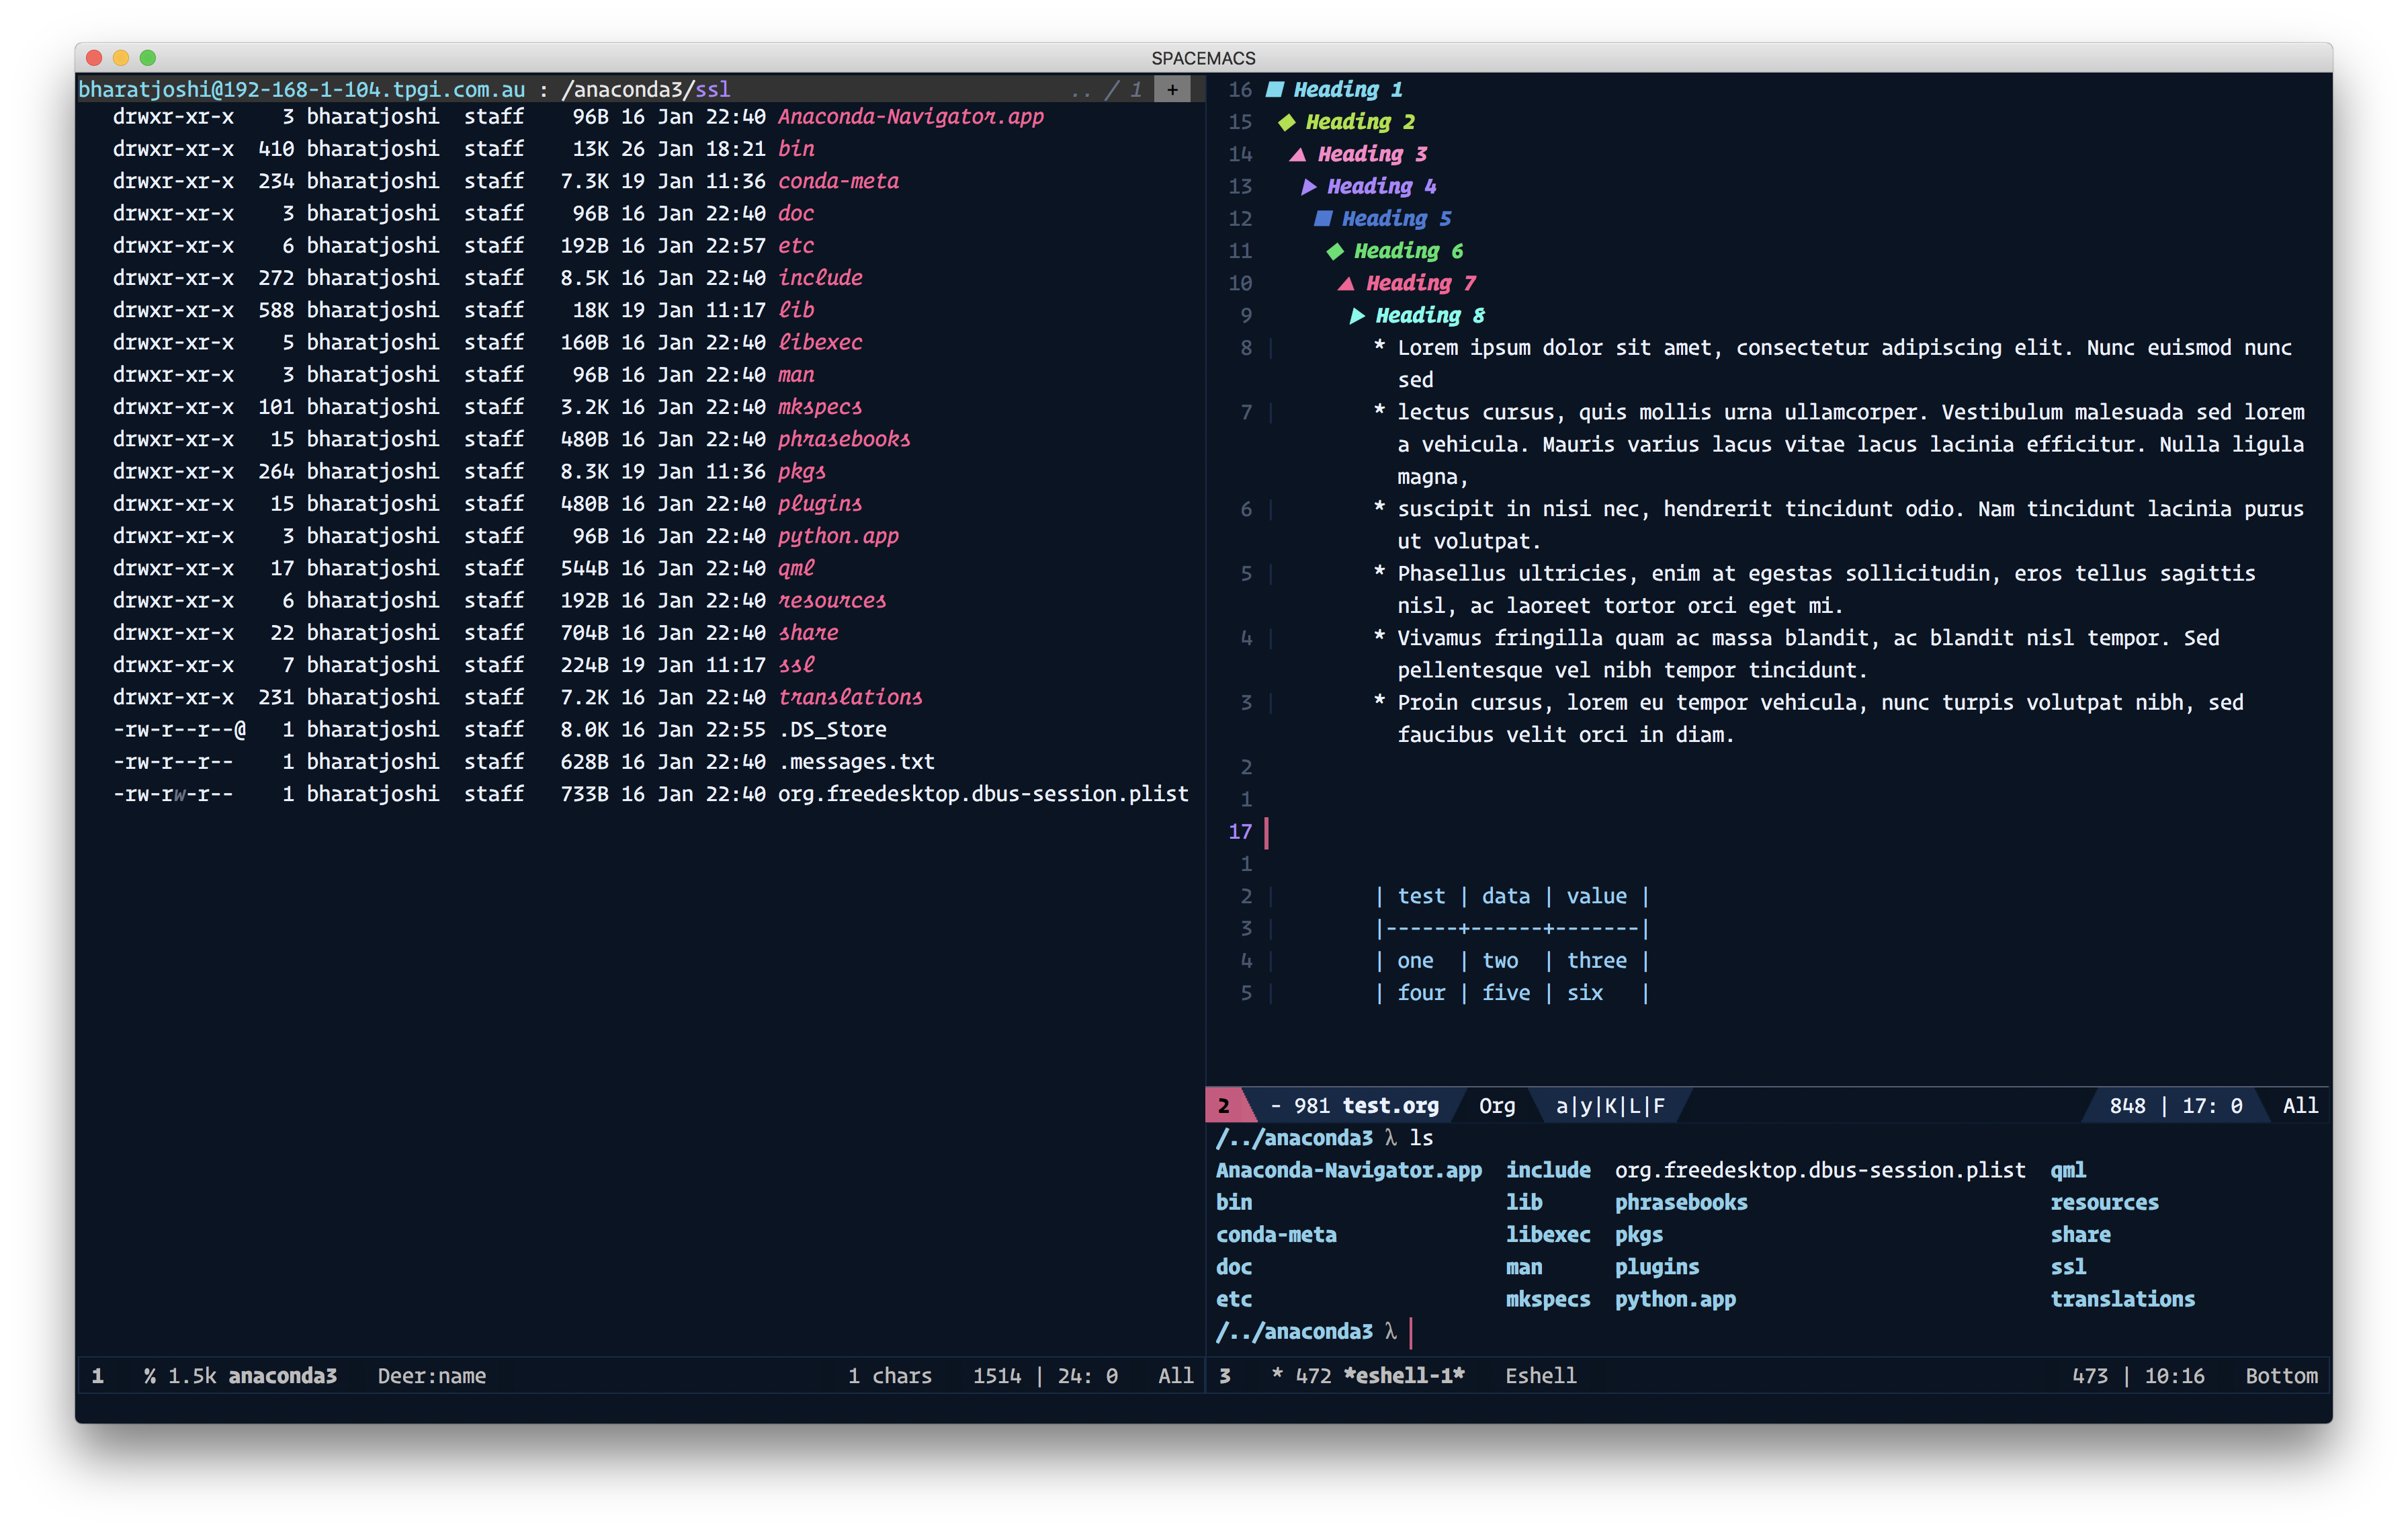 SPACEMACS
bharatjoshi@192-168-1-104.tpgi.com.au : /anaconda3/ssl .. / 1 +
drwxr-xr-x 3 bharatjoshi staff 96B 16 Jan 22:40 Anaconda-Navigator.app
drwxr-xr-x 410 bharatjoshi staff 13K 26 Jan 18:21 bin
drwxr-xr-x 234 bharatjoshi staff 7.3K 19 Jan 11:36 conda-meta
drwxr-xr-x 3 bharatjoshi staff 96B 16 Jan 22:40 doc
drwxr-xr-x 6 bharatjoshi staff 192B 16 Jan 22:57 etc
drwxr-xr-x 272 bharatjoshi staff 8.5K 16 Jan 22:40 include
drwxr-xr-x 588 bharatjoshi staff 18K 19 Jan 11:17 lib
drwxr-xr-x 5 bharatjoshi staff 160B 16 Jan 22:40 libexec
drwxr-xr-x 3 bharatjoshi staff 96B 16 Jan 22:40 man
drwxr-xr-x 101 bharatjoshi staff 3.2K 16 Jan 22:40 mkspecs
drwxr-xr-x 15 bharatjoshi staff 480B 16 Jan 22:40 phrasebooks
drwxr-xr-x 264 bharatjoshi staff 8.3K 19 Jan 11:36 pkgs
drwxr-xr-x 15 bharatjoshi staff 480B 16 Jan 22:40 plugins
drwxr-xr-x 3 bharatjoshi staff 96B 16 Jan 22:40 python.app
drwxr-xr-x 17 bharatjoshi staff 544B 16 Jan 22:40 qml
drwxr-xr-x 6 bharatjoshi staff 192B 16 Jan 22:40 resources
drwxr-xr-x 22 bharatjoshi staff 704B 16 Jan 22:40 share
drwxr-xr-x 7 bharatjoshi staff 224B 19 Jan 11:17 ssl
drwxr-xr-x 231 bharatjoshi staff 7.2K 16 Jan 22:40 translations
-rw-r--r--@ 1 bharatjoshi staff 8.0K 16 Jan 22:55 .DS_Store
-rw-r--r-- 1 bharatjoshi staff 628B 16 Jan 22:40 .messages.txt
-rw-rw-r-- 1 bharatjoshi staff 733B 16 Jan 22:40 org.freedesktop.dbus-session.plist
1 % 1.5k anaconda3 Deer:name 1 chars 1514 | 24: 0 All
16 ■ Heading 1
15 ◆ Heading 2
14 ▲ Heading 3
13 ▶ Heading 4
12 ■ Heading 5
11 ◆ Heading 6
10 ▲ Heading 7
9 ▶ Heading 8
8 | * Lorem ipsum dolor sit amet, consectetur adipiscing elit. Nunc euismod nunc
sed
7 | * lectus cursus, quis mollis urna ullamcorper. Vestibulum malesuada sed lorem
a vehicula. Mauris varius lacus vitae lacus lacinia efficitur. Nulla ligula
magna,
6 | * suscipit in nisi nec, hendrerit tincidunt odio. Nam tincidunt lacinia purus
ut volutpat.
5 | * Phasellus ultricies, enim at egestas sollicitudin, eros tellus sagittis
nisl, ac laoreet tortor orci eget mi.
4 | * Vivamus fringilla quam ac massa blandit, ac blandit nisl tempor. Sed
pellentesque vel nibh tempor tincidunt.
3 | * Proin cursus, lorem eu tempor vehicula, nunc turpis volutpat nibh, sed
faucibus velit orci in diam.
2
1
17
1
2 | | test | data | value |
3 | |------+------+-------|
4 | | one | two | three |
5 | | four | five | six |
2 - 981 test.org Org a|y|K|L|F 848 | 17: 0 All
/../anaconda3 λ ls
Anaconda-Navigator.app include org.freedesktop.dbus-session.plist qml
bin lib phrasebooks resources
conda-meta libexec pkgs share
doc man plugins ssl
etc mkspecs python.app translations
/../anaconda3 λ
3 * 472 *eshell-1* Eshell 473 | 10:16 Bottom